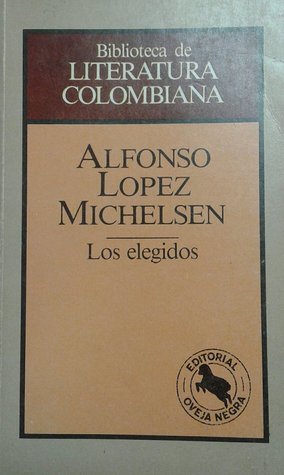 Biblioteca de
LITERATURA
COLOMBIANA
ALFONSO
LOPEZ
MICHELSEN
Los elegidos
EDITORIAL
OVEJA NEGRA